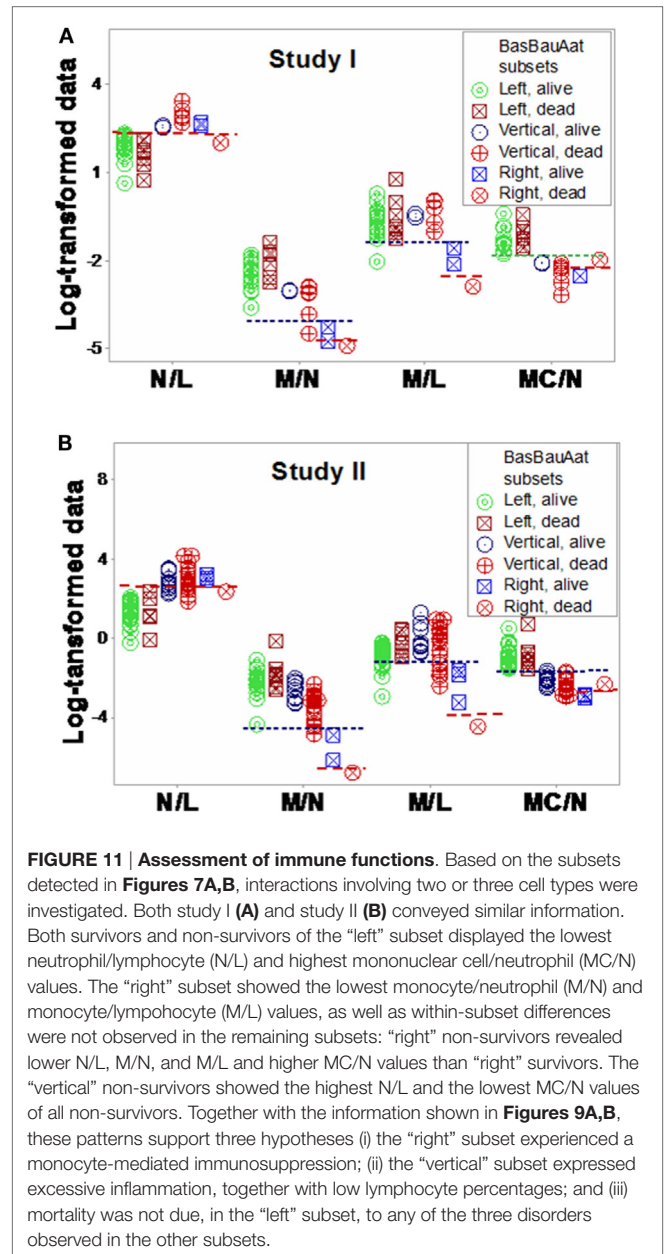 A
Study I
BasBauAat
subsets
Left, alive
Left, dead
Vertical, alive
Vertical, dead
Right, alive
Right, dead
Log-transformed data
4
1
-2
-5
N/L M/N M/L MC/N
B
Study II
BasBauAat
subsets
Left, alive
Left, dead
Vertical, alive
Vertical, dead
Right, alive
Right, dead
Log-tansformed data
8
4
0
-4
N/L M/N M/L MC/N
FIGURE 11 | Assessment of immune functions. Based on the subsets
detected in Figures 7A,B, interactions involving two or three cell types were
investigated. Both study I (A) and study II (B) conveyed similar information.
Both survivors and non-survivors of the “left” subset displayed the lowest
neutrophil/lymphocyte (N/L) and highest mononuclear cell/neutrophil (MC/N)
values. The “right” subset showed the lowest monocyte/neutrophil (M/N) and
monocyte/lympohocyte (M/L) values, as well as within-subset differences
were not observed in the remaining subsets: “right” non-survivors revealed
lower N/L, M/N, and M/L and higher MC/N values than “right” survivors. The
“vertical” non-survivors showed the highest N/L and the lowest MC/N values
of all non-survivors. Together with the information shown in Figures 9A,B,
these patterns support three hypotheses (i) the “right” subset experienced a
monocyte-mediated immunosuppression; (ii) the “vertical” subset expressed
excessive inflammation, together with low lymphocyte percentages; and (iii)
mortality was not due, in the “left” subset, to any of the three disorders
observed in the other subsets.